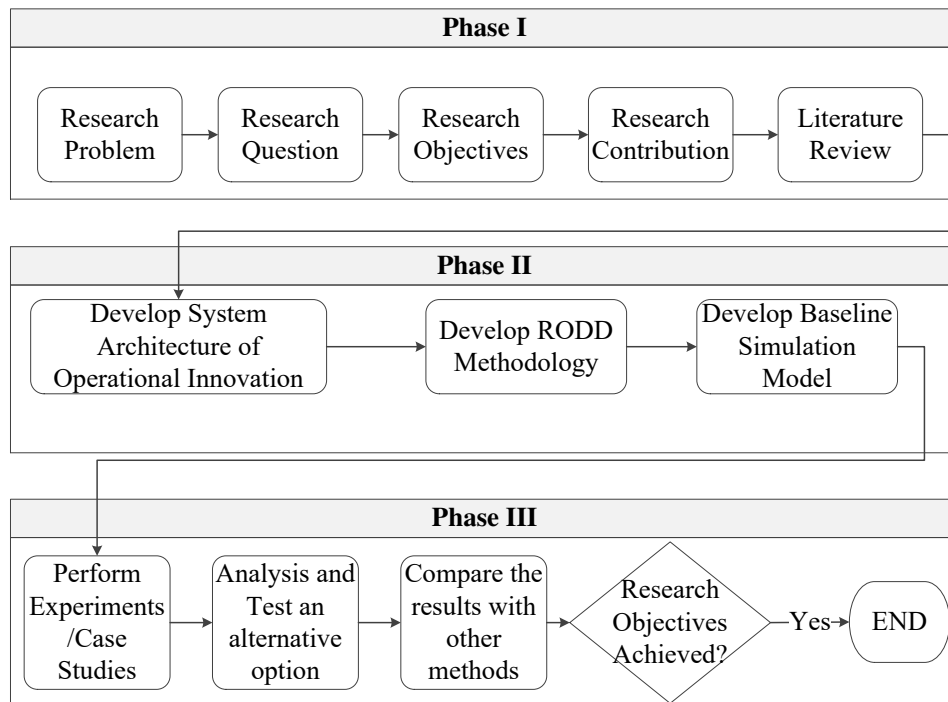 Phase I
Research
Problem
Research
Question
Research
Objectives
Research
Contribution
Literature
Review
Phase II
Develop System
Architecture of
Operational Innovation
Develop RODD
Methodology
Develop Baseline
Simulation
Model
Phase III
Perform
Experiments
/Case
Studies
Analysis and
Test an
alternative
option
Compare the
results with
other
methods
Research
Objectives
Achieved?
Yes
END